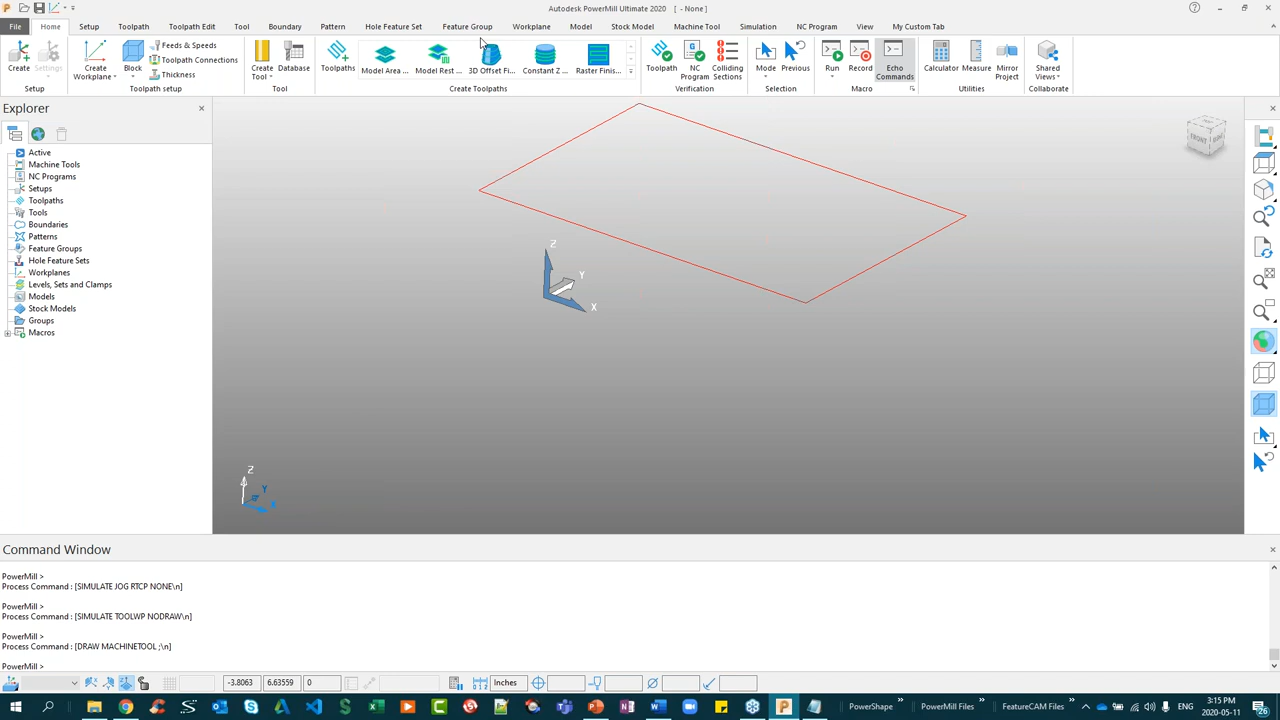 Autodesk PowerMill Ultimate 2020 [ - None ]
File Home Setup Toolpath Toolpath Edit Tool Boundary Pattern Hole Feature Set Feature Group Workplane Model Stock Model Machine Tool Simulation NC Program View My Custom Tab
Create
Settings
Setup
Create Workplane
Block
Feeds & Speeds
Toolpath Connections
Thickness
Toolpath setup
Create Tool
Database
Tool
Toolpaths
Model Area ...
Model Rest ...
3D Offset Fi...
Constant Z ...
Raster Finis...
Create Toolpaths
Toolpath
NC Program
Colliding Sections
Verification
Mode
Previous
Selection
Run
Record
Echo Commands
Macro
Calculator
Measure
Mirror Project
Utilities
Shared Views
Collaborate
Explorer
Active
Machine Tools
NC Programs
Setups
Toolpaths
Tools
Boundaries
Patterns
Feature Groups
Hole Feature Sets
Workplanes
Levels, Sets and Clamps
Models
Stock Models
Groups
Macros
Z
Y
X
Z
Y
X
FRONT
Command Window
PowerMill >
Process Command : [SIMULATE JOG RTCP NONE\n]
PowerMill >
Process Command : [SIMULATE TOOLWP NODRAW\n]
PowerMill >
Process Command : [DRAW MACHINETOOL ;\n]
PowerMill >
-3.8063 6.63559 0 Inches
PowerShape PowerMill Files FeatureCAM Files ENG 3:15 PM
2020-05-11
26